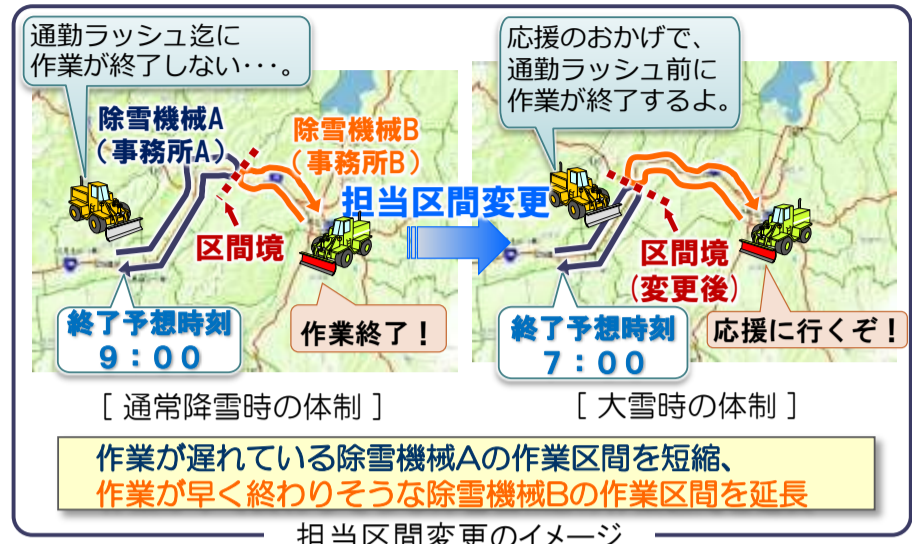 通勤ラッシュ迄に
作業が終了しない・・・。
除雪機械A
(事務所A)
除雪機械B
(事務所B)
区間境
終了予想時刻
9:00
作業終了!
[ 通常降雪時の体制 ]
担当区間変更
応援のおかげで、
通勤ラッシュ前に
作業が終了するよ。
区間境
(変更後)
終了予想時刻
7:00
応援に行くぞ!
[ 大雪時の体制 ]
作業が遅れている除雪機械Aの作業区間を短縮、
作業が早く終わりそうな除雪機械Bの作業区間を延長
担当区間変更のイメージ